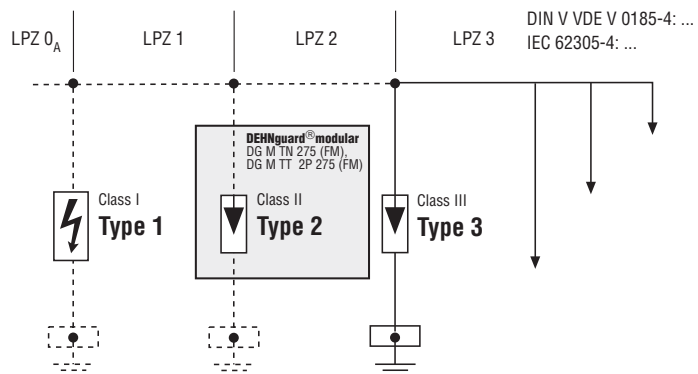 LPZ 0A
LPZ 1
LPZ 2
LPZ 3
DIN V VDE V 0185-4: ...
IEC 62305-4: ...
DEHNguard® modular
DG M TN 275 (FM),
DG M TT 2P 275 (FM)
Class I
Type 1
Class II
Type 2
Class III
Type 3